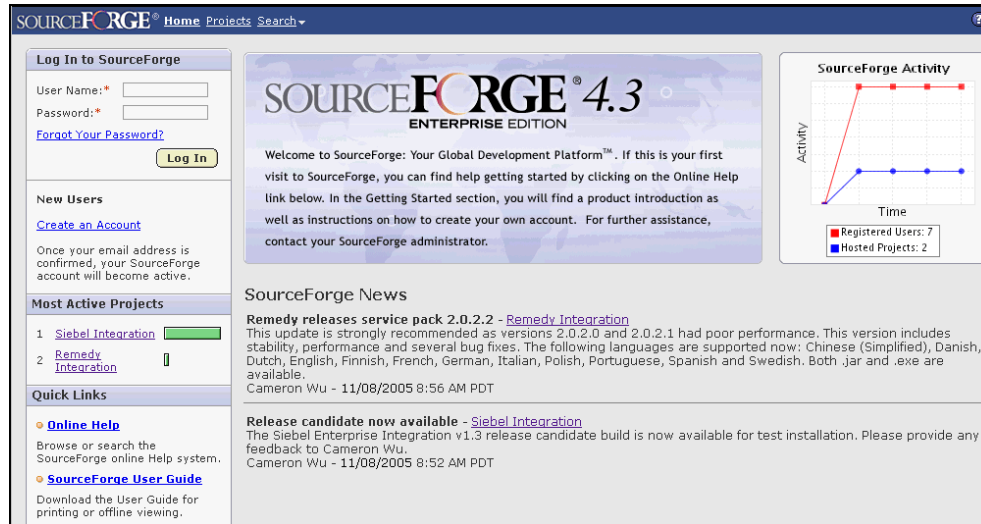 SOURCEFORGE® Home Projects Search
?
Log In to SourceForge
User Name:*
Password:*
Forgot Your Password?
Log In
New Users
Create an Account
Once your email address is
confirmed, your SourceForge
account will become active.
Most Active Projects
1 Siebel Integration
2 Remedy
Integration
Quick Links
Online Help
Browse or search the
SourceForge online Help system.
SourceForge User Guide
Download the User Guide for
printing or offline viewing.
SOURCEFORGE® 4.3
ENTERPRISE EDITION
Welcome to SourceForge: Your Global Development Platform™. If this is your first
visit to SourceForge, you can find help getting started by clicking on the Online Help
link below. In the Getting Started section, you will find a product introduction as
well as instructions on how to create your own account. For further assistance,
contact your SourceForge administrator.
SourceForge Activity
Activity
Time
Registered Users: 7
Hosted Projects: 2
SourceForge News
Remedy releases service pack 2.0.2.2 - Remedy Integration
This update is strongly recommended as versions 2.0.2.0 and 2.0.2.1 had poor performance. This version includes
stability, performance and several bug fixes. The following languages are supported now: Chinese (Simplified), Danish,
Dutch, English, Finnish, French, German, Italian, Polish, Portuguese, Spanish and Swedish. Both .jar and .exe are
available.
Cameron Wu - 11/08/2005 8:56 AM PDT
Release candidate now available - Siebel Integration
The Siebel Enterprise Integration v1.3 release candidate build is now available for test installation. Please provide any
feedback to Cameron Wu.
Cameron Wu - 11/08/2005 8:52 AM PDT